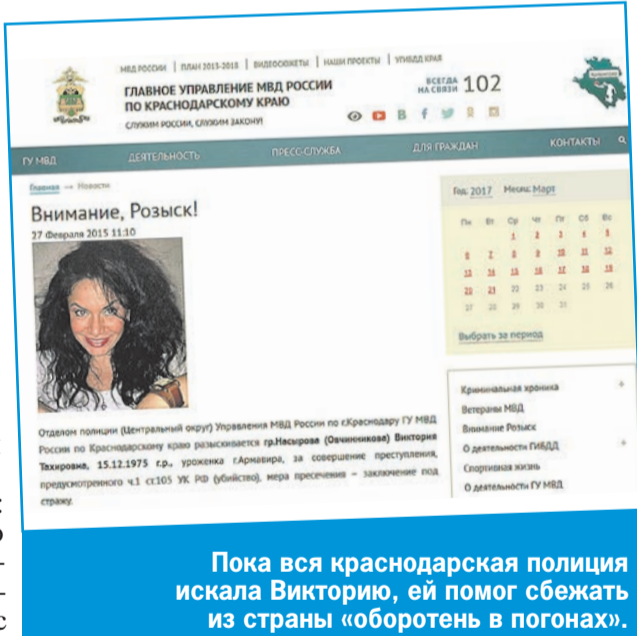 МВД РОССИИ | ПЛАН 2013-2018 | ВИДЕОСЮЖЕТЫ | НАШИ ПРОЕКТЫ | УГИБДД КРАЯ
ГЛАВНОЕ УПРАВЛЕНИЕ МВД РОССИИ
ПО КРАСНОДАРСКОМУ КРАЮ
СЛУЖИМ РОССИИ, СЛУЖИМ ЗАКОНУ!
ВСЕГДА
НА СВЯЗИ 102
ГУ МВД ДЕЯТЕЛЬНОСТЬ ПРЕСС-СЛУЖБА ДЛЯ ГРАЖДАН КОНТАКТЫ
Главная → Новости
Внимание, Розыск!
27 Февраля 2015 11:10
Отделом полиции (Центральный округ) Управления МВД России по г.Краснодару ГУ МВД
России по Краснодарскому краю разыскивается гр.Насырова (Овчинникова) Виктория
Тахировна, 15.12.1975 г.р., уроженка г.Армавира, за совершение преступления,
предусмотренного ч.1 ст.105 УК РФ (убийство), мера пресечения – заключение под
стражу.
Год: 2017 Месяц: Март
Пн Вт Ср Чт Пт Сб Вс
1 2 3 4 5
6 7 8 9 10 11 12
13 14 15 16 17 18 19
20 21 22 23 24 25 26
27 28 29 30 31
Выбрать за период
Криминальная хроника +
Ветераны МВД
Внимание Розыск
О деятельности ГИБДД +
Спортивная жизнь
О деятельности ГУ МВД
Пока вся краснодарская полиция
искала Викторию, ей помог сбежать
из страны «оборотень в погонах».